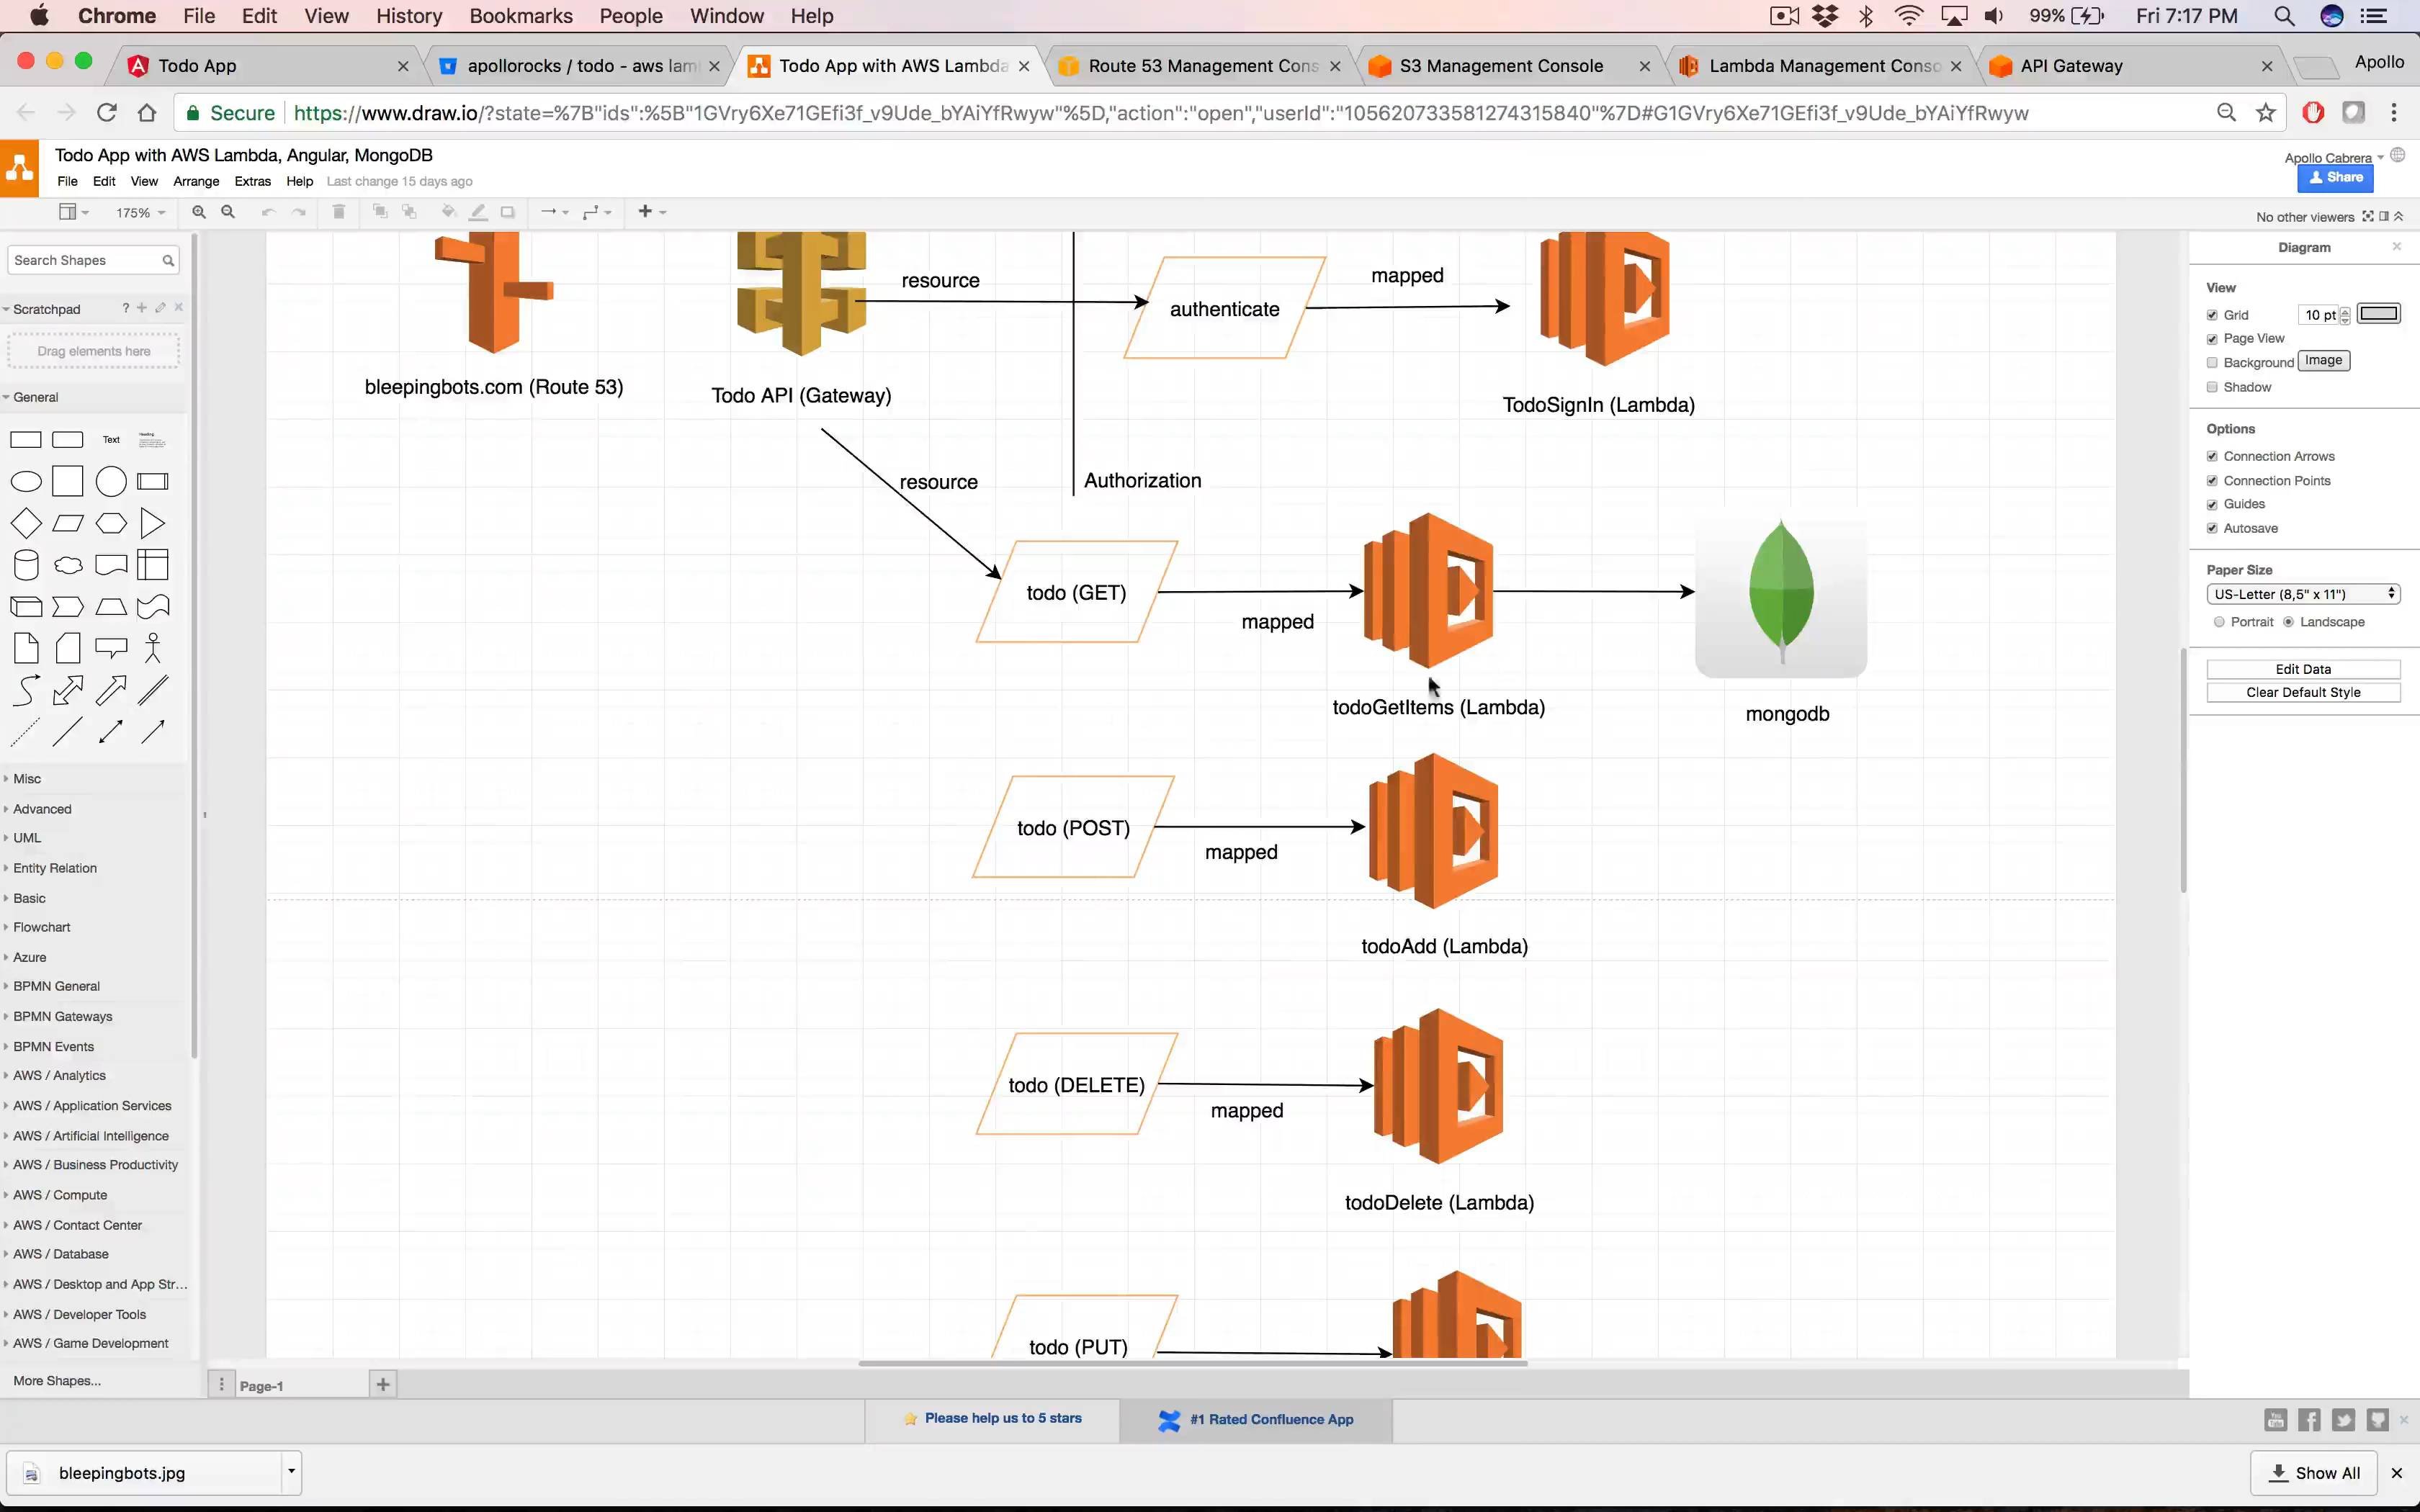 Chrome File Edit View History Bookmarks People Window Help 99% Fri 7:17 PM
Todo App apollorocks / todo - aws lam Todo App with AWS Lambda Route 53 Management Cons S3 Management Console Lambda Management Conso API Gateway Apollo
Secure https://www.draw.io/?state=%7B"ids":%5B"1GVry6Xe71GEfi3f_v9Ude_bYAiYfRwyw"%5D,"action":"open","userId":"105620733581274315840"%7D#G1GVry6Xe71GEfi3f_v9Ude_bYAiYfRwyw
Todo App with AWS Lambda, Angular, MongoDB
Apollo Cabrera
File Edit View Arrange Extras Help Last change 15 days ago
Share
175%
No other viewers
Search Shapes
Scratchpad ?
Drag elements here
General
Text
Heading
Misc
Advanced
UML
Entity Relation
Basic
Flowchart
Azure
BPMN General
BPMN Gateways
BPMN Events
AWS / Analytics
AWS / Application Services
AWS / Artificial Intelligence
AWS / Business Productivity
AWS / Compute
AWS / Contact Center
AWS / Database
AWS / Desktop and App Str...
AWS / Developer Tools
AWS / Game Development
More Shapes...
resource
authenticate
mapped
bleepingbots.com (Route 53)
Todo API (Gateway)
TodoSignIn (Lambda)
resource
Authorization
todo (GET)
mapped
todoGetItems (Lambda)
mongodb
todo (POST)
mapped
todoAdd (Lambda)
todo (DELETE)
mapped
todoDelete (Lambda)
todo (PUT)
Diagram
View
Grid 10 pt
Page View
Background Image
Shadow
Options
Connection Arrows
Connection Points
Guides
Autosave
Paper Size
US-Letter (8,5" x 11")
Portrait Landscape
Edit Data
Clear Default Style
Page-1
Please help us to 5 stars
#1 Rated Confluence App
bleepingbots.jpg
Show All